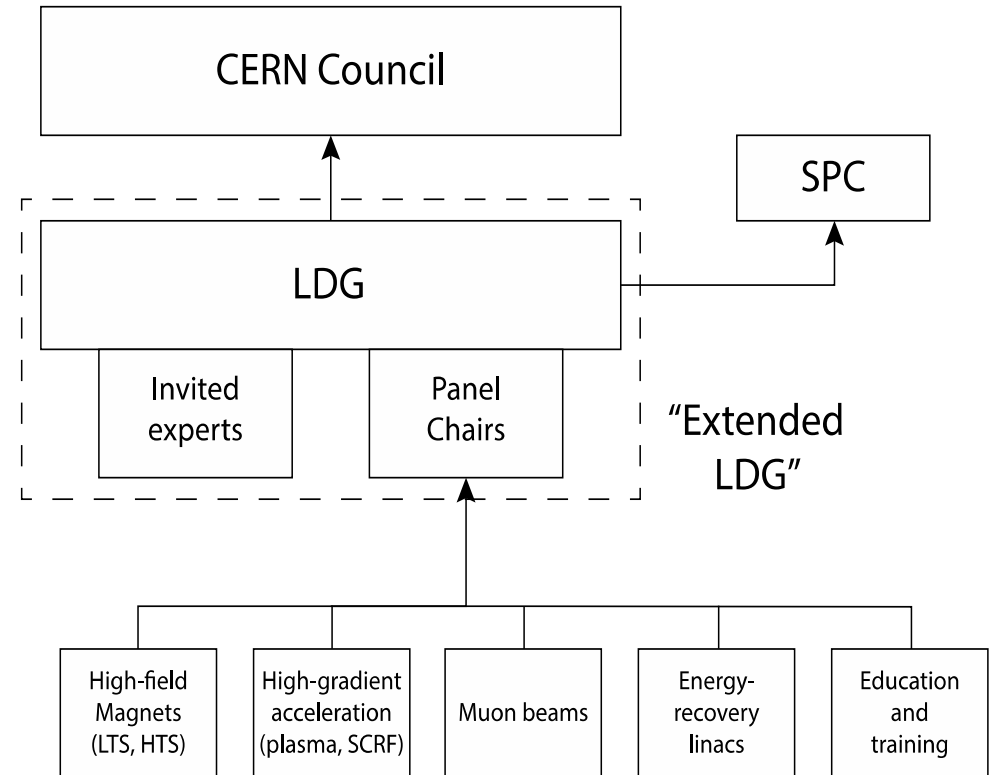 CERN Council
SPC
LDG
Invited
experts
Panel
Chairs
“Extended
LDG”
High-field
Magnets
(LTS, HTS)
High-gradient
acceleration
(plasma, SCRF)
Muon beams
Energy-
recovery
linacs
Education
and
training